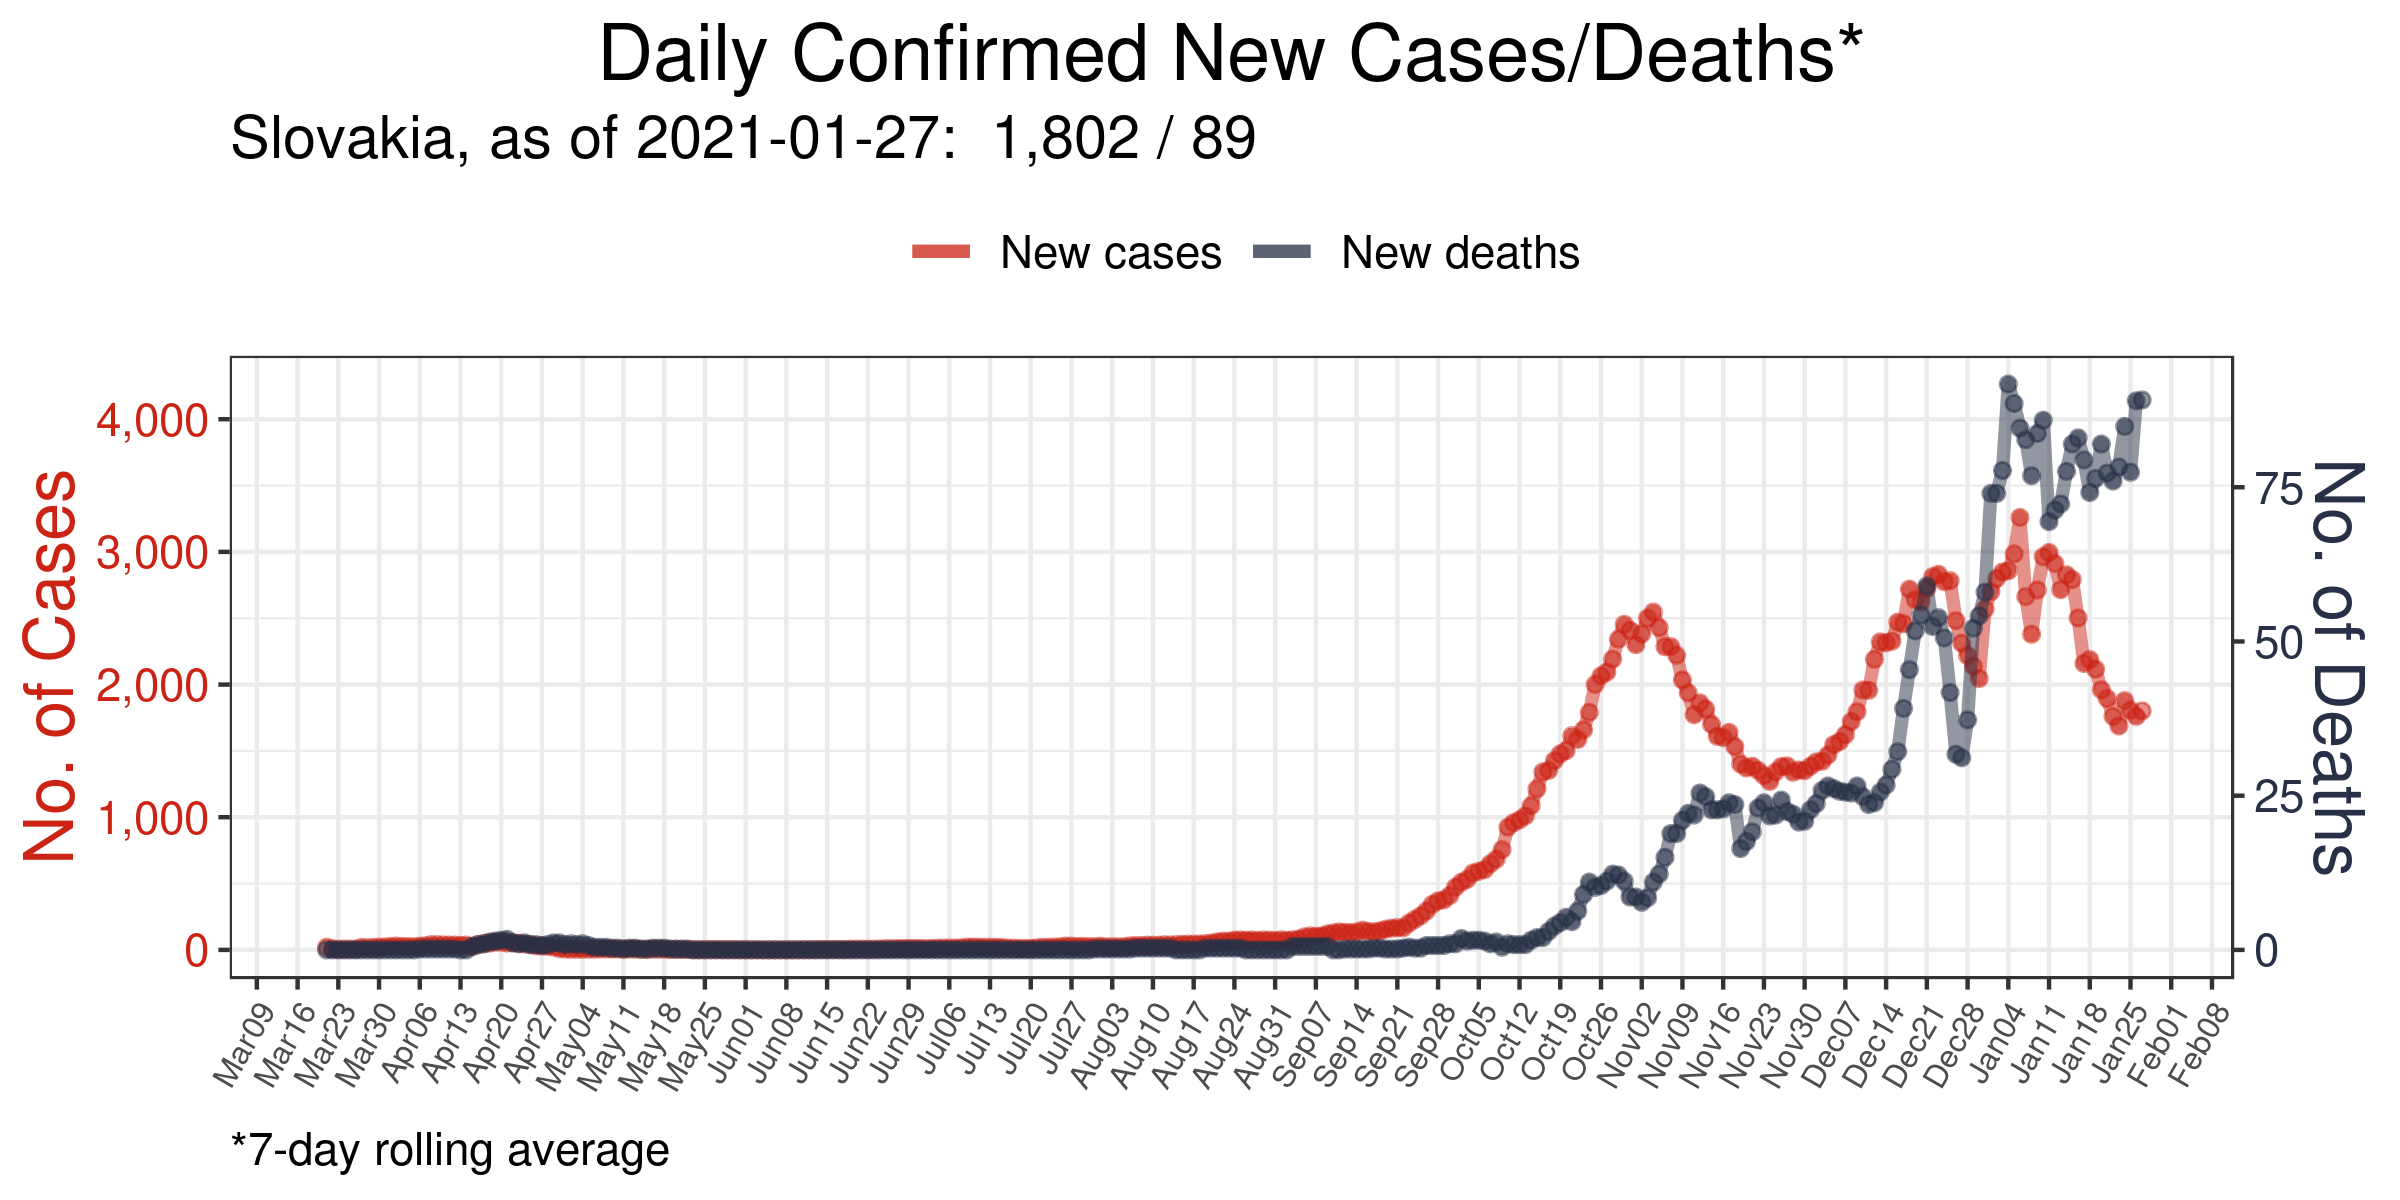 Daily Confirmed New Cases/Deaths*
Slovakia, as of 2021-01-27:  1,802 / 89
New cases New deaths
No. of Cases
4,000
3,000
2,000
1,000
0
75
50
25
0
No. of Deaths
Mar09 Mar16 Mar23 Mar30 Apr06 Apr13 Apr20 Apr27 May04 May11 May18 May25 Jun01 Jun08 Jun15 Jun22 Jun29 Jul06 Jul13 Jul20 Jul27 Aug03 Aug10 Aug17 Aug24 Aug31 Sep07 Sep14 Sep21 Sep28 Oct05 Oct12 Oct19 Oct26 Nov02 Nov09 Nov16 Nov23 Nov30 Dec07 Dec14 Dec21 Dec28 Jan04 Jan11 Jan18 Jan25 Feb01 Feb08
*7-day rolling average